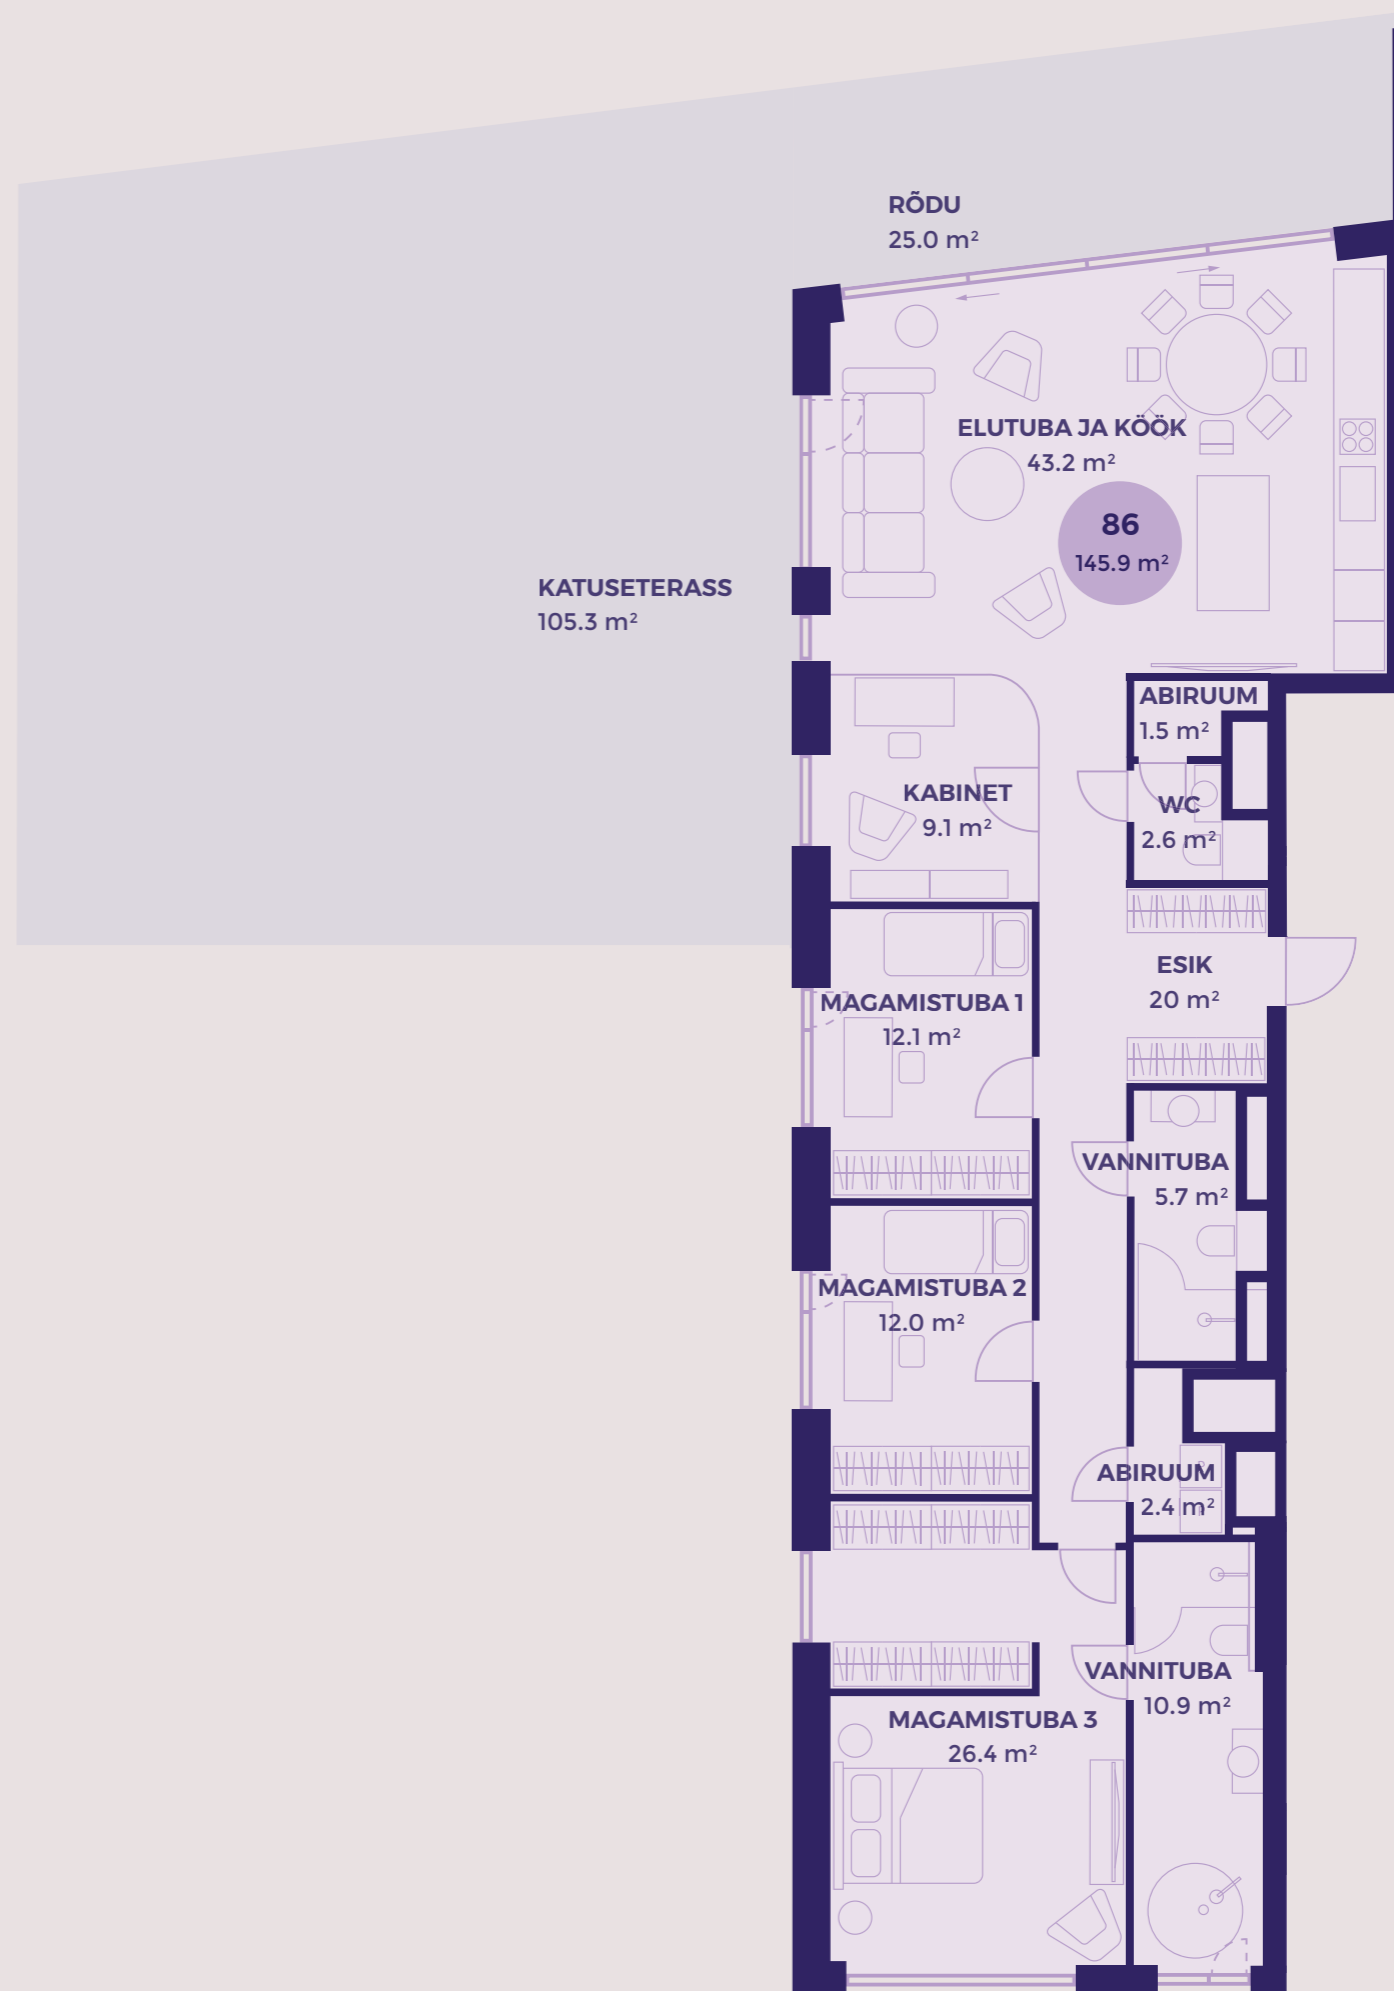 RÕDU
25.0 m²
ELUTUBA JA KÖÖK
43.2 m²
86
145.9 m²
KATUSETERASS
105.3 m²
ABIRUUM
1.5 m²
KABINET
9.1 m²
WC
2.6 m²
ESIK
20 m²
MAGAMISTUBA 1
12.1 m²
VANNITUBA
5.7 m²
MAGAMISTUBA 2
12.0 m²
ABIRUUM
2.4 m²
VANNITUBA
10.9 m²
MAGAMISTUBA 3
26.4 m²